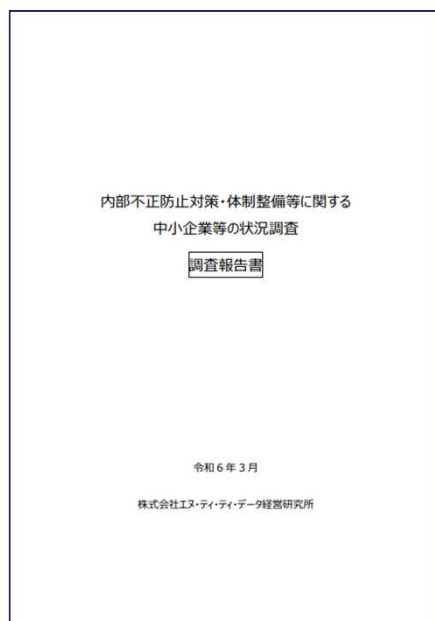 内部不正防止対策・体制整備等に関する
中小企業等の状況調査
調査報告書
令和６年３月
株式会社エヌ・ティ・ティ・データ経営研究所